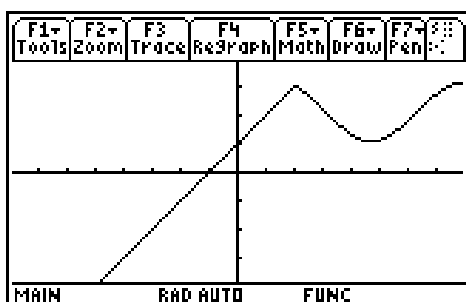 F1 F2 F3 F4 F5 F6 F7
Tools Zoom Trace ReGraph Math Draw Pen
MAIN RAD AUTO FUNC